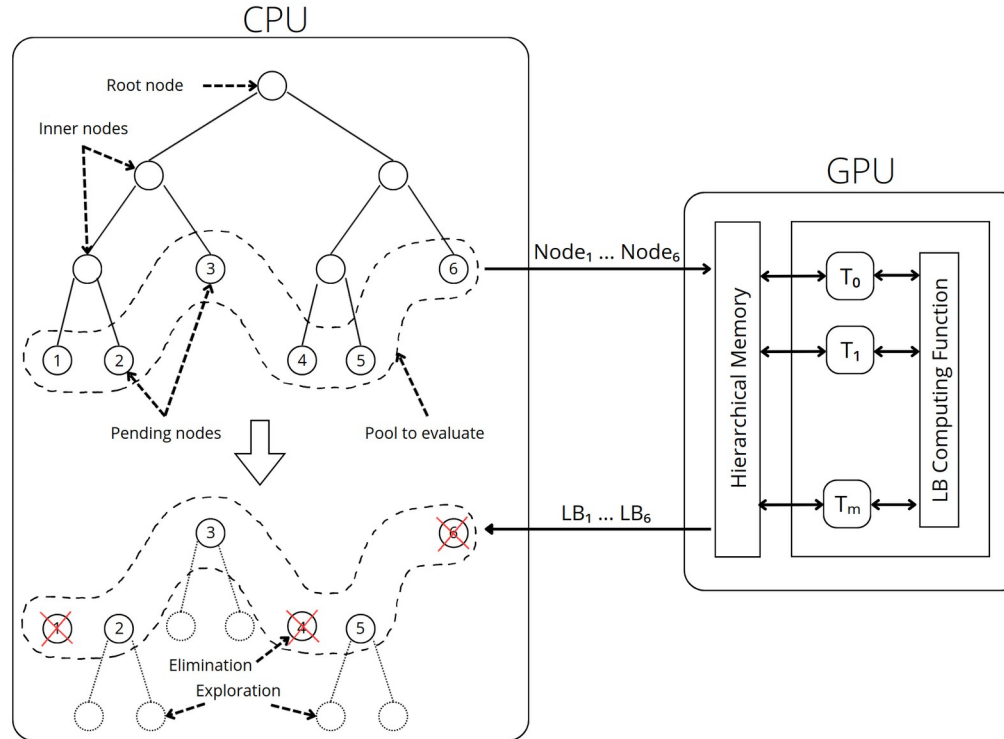 CPU
Root node
Inner nodes
3
6
1
2
4
5
Pending nodes
Pool to evaluate
Node₁ ... Node₆
GPU
Hierarchical Memory
T₀
T₁
Tₘ
LB Computing Function
LB₁ ... LB₆
3
6
1
2
4
5
Elimination
Exploration